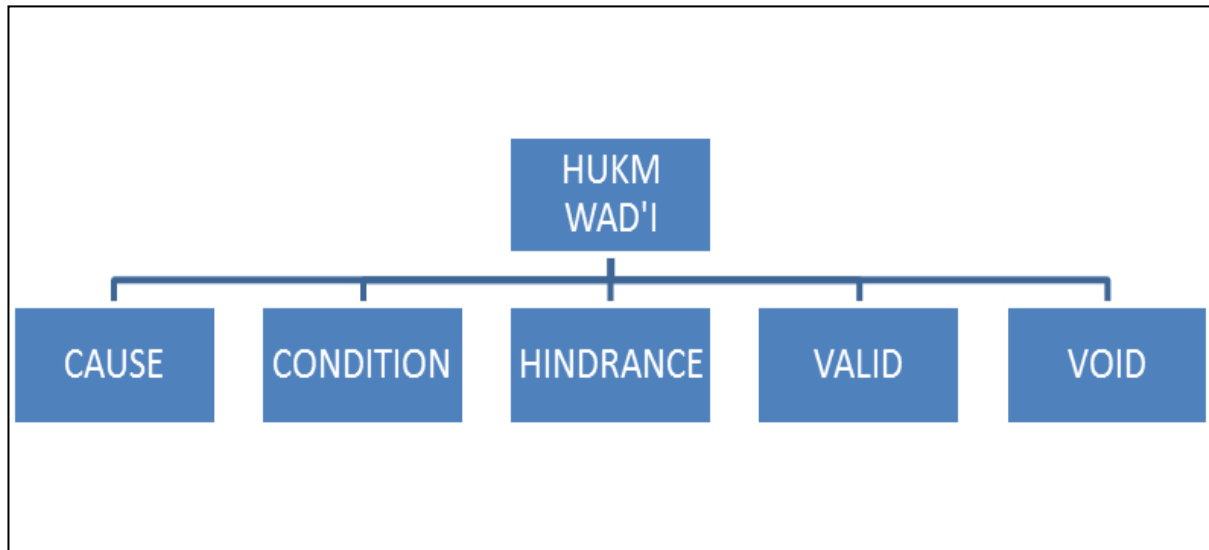 HUKM
WAD'I
CAUSE
CONDITION
HINDRANCE
VALID
VOID